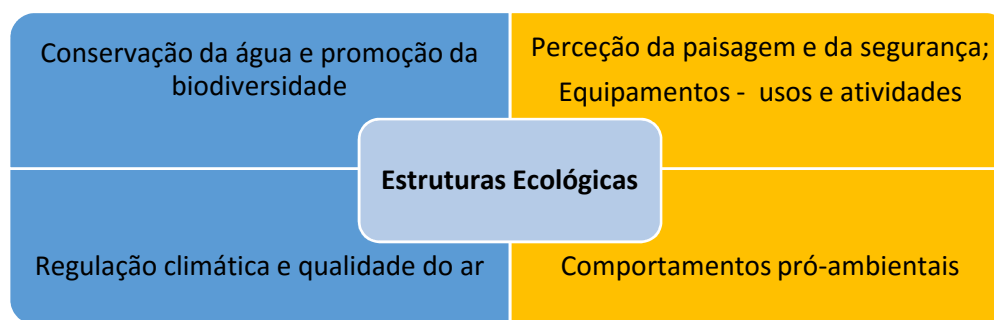 Conservação da água e promoção da
biodiversidade
Perceção da paisagem e da segurança;
Equipamentos - usos e atividades
Estruturas Ecológicas
Regulação climática e qualidade do ar
Comportamentos pró-ambientais